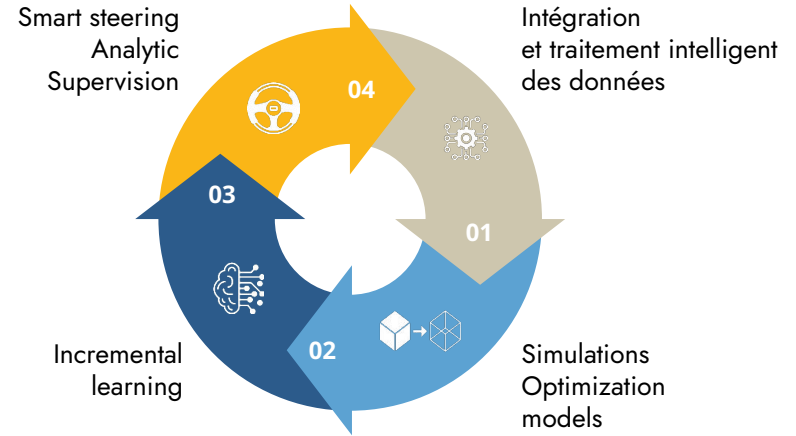 Smart steering
Analytic
Supervision
04
Intégration
et traitement intelligent
des données
03
01
02
Incremental
learning
Simulations
Optimization
models